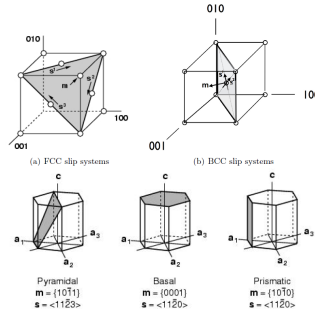 010
100
001
s¹
s²
s³
m
(a) FCC slip systems
010
100
001
s
m
(b) BCC slip systems
c
a₁
a₂
a₃
Pyramidal
m = {101̄1}
s = <112̄3>
c
a₁
a₂
a₃
Basal
m = {0001}
s = <112̄0>
c
a₁
a₂
a₃
Prismatic
m = {101̄0}
s = <112̄0>